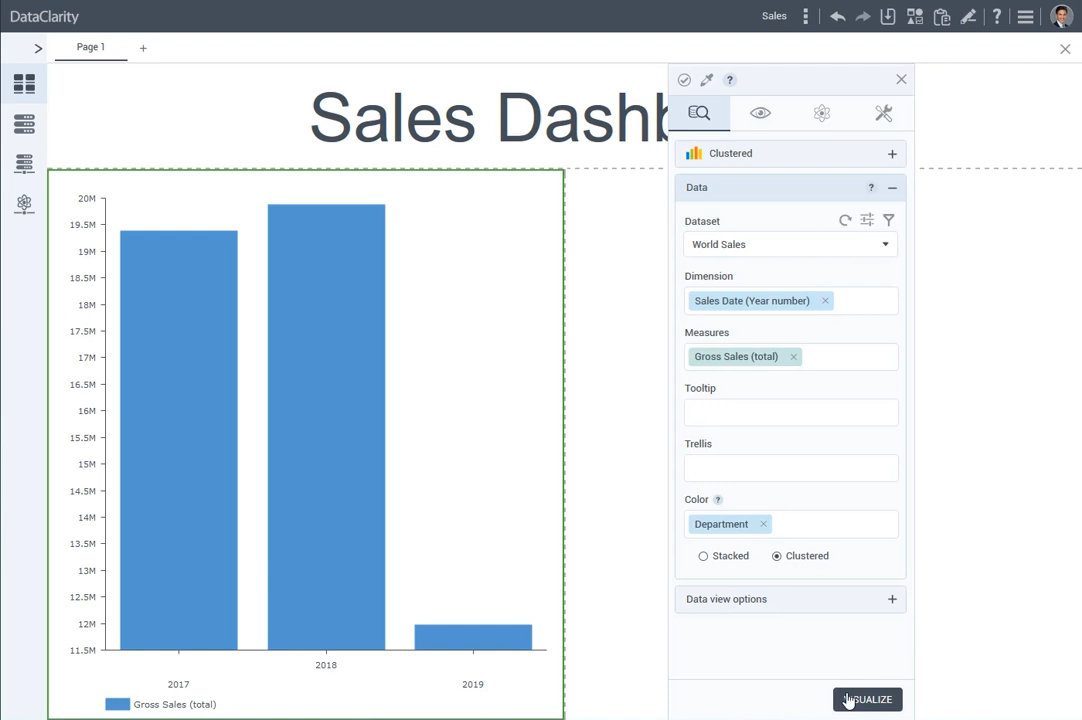 DataClarity
Sales
Page 1
Sales Dashb
Clustered
Data
Dataset
World Sales
Dimension
Sales Date (Year number)
Measures
Gross Sales (total)
Tooltip
Trellis
Color
Department
Stacked
Clustered
Data view options
VISUALIZE
20M
19.5M
19M
18.5M
18M
17.5M
17M
16.5M
16M
15.5M
15M
14.5M
14M
13.5M
13M
12.5M
12M
11.5M
2018
2017
2019
Gross Sales (total)